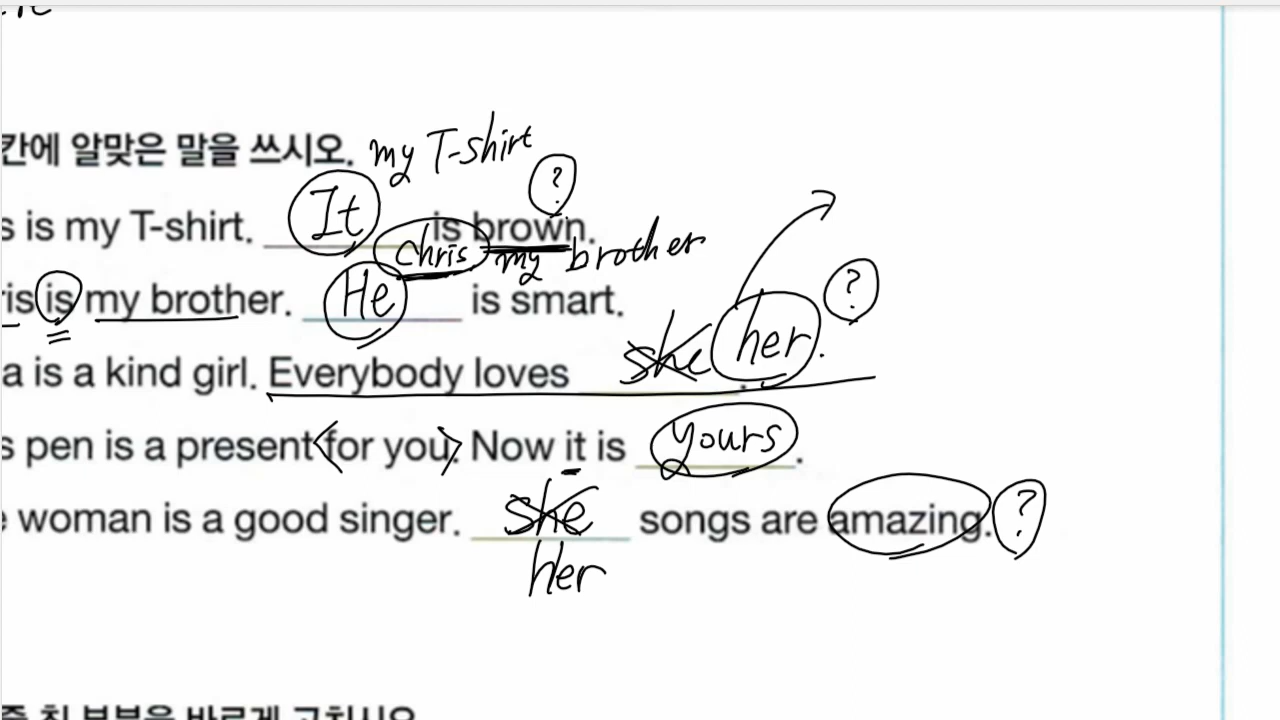 칸에 알맞은 말을 쓰시오. my T-shirt
s is my T-shirt. It is brown. ?
chris my brother
ris is my brother. He is smart.
a is a kind girl. Everybody loves she her. ?
s pen is a present <for you>. Now it is yours.
e woman is a good singer. she songs are amazing. ?
her